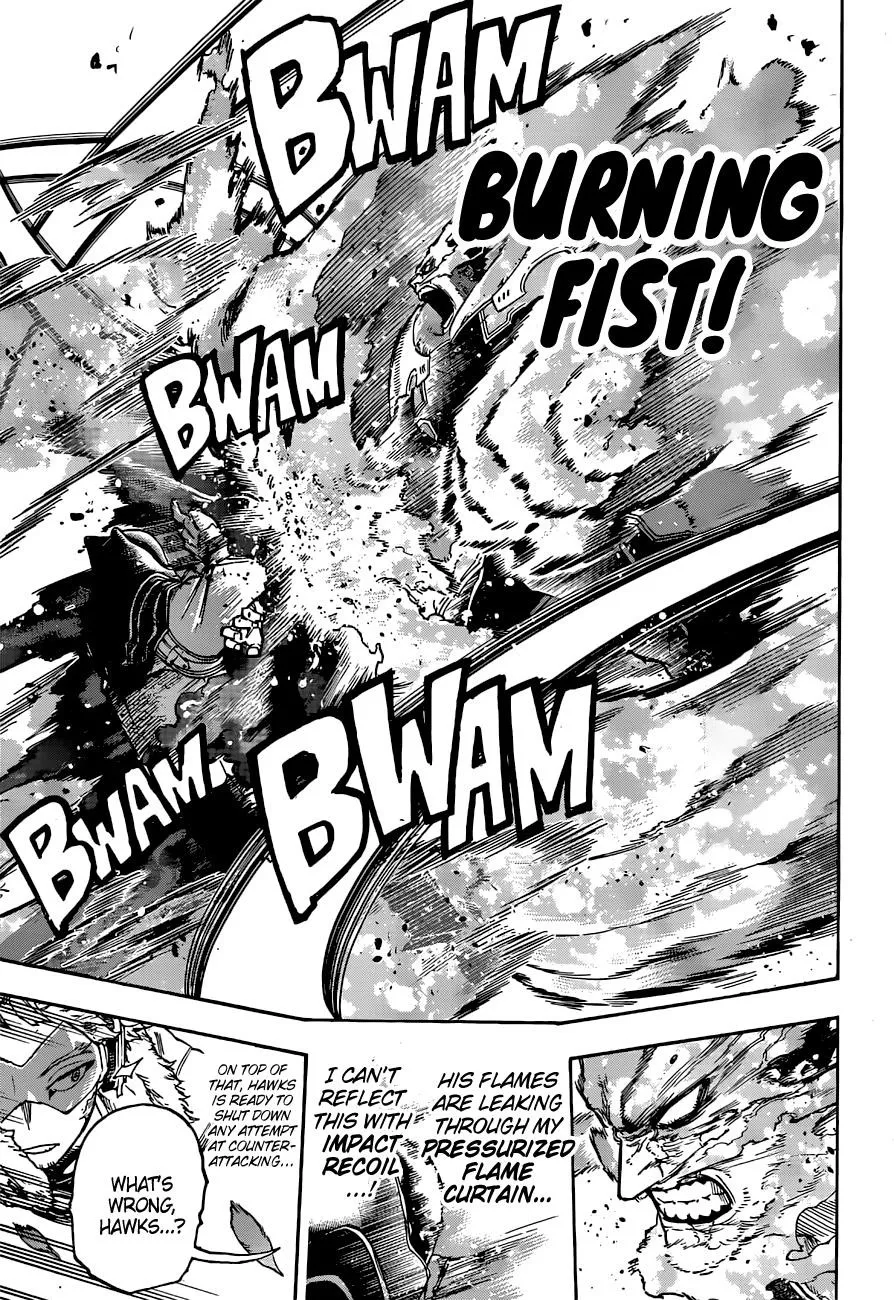 BWAM
BURNING
FIST!
BWAM
BWAM
BWAM
HIS FLAMES
ARE LEAKING
THROUGH MY
PRESSURIZED
FLAME
CURTAIN...
I CAN'T
REFLECT
THIS WITH
IMPACT
RECOIL
...!
ON TOP OF
THAT, HAWKS
IS READY TO
SHUT DOWN
ANY ATTEMPT
AT COUNTER-
ATTACKING...
WHAT'S
WRONG,
HAWKS...?